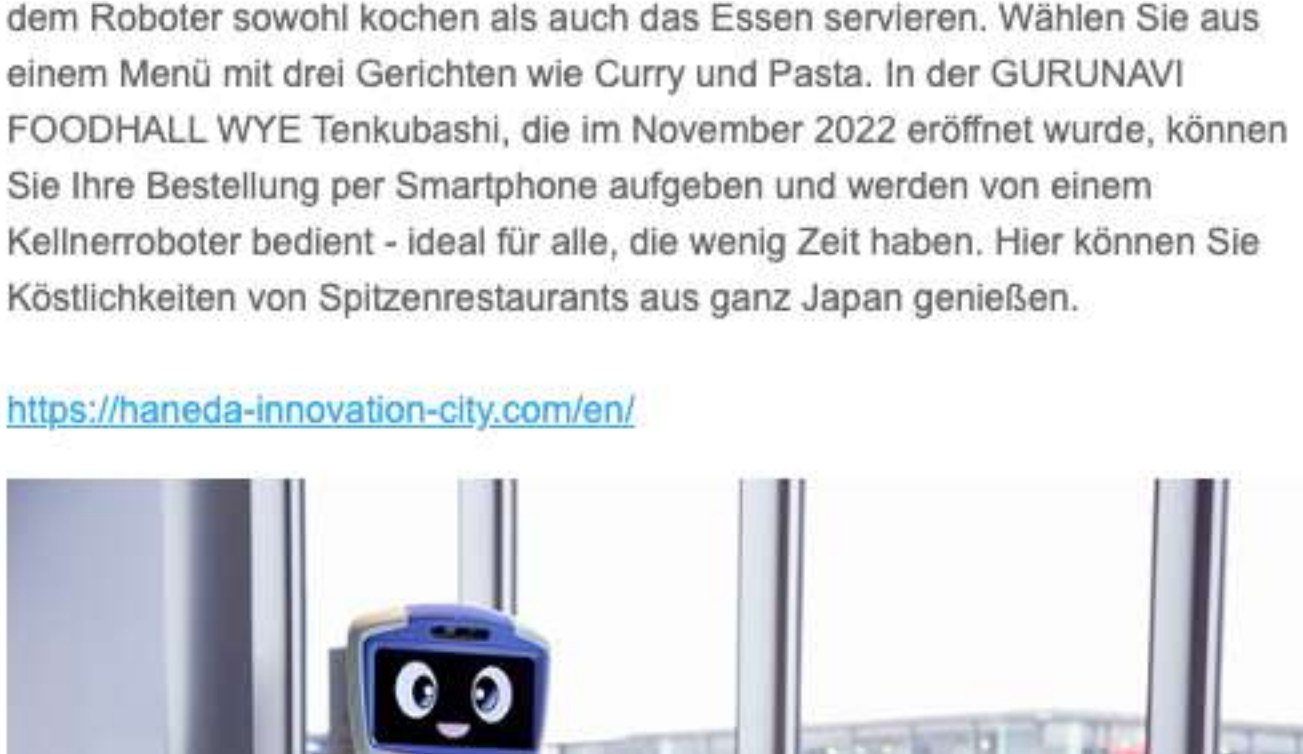 dem Roboter sowohl kochen als auch das Essen servieren. Wählen Sie aus
einem Menü mit drei Gerichten wie Curry und Pasta. In der GURUNAVI
FOODHALL WYE Tenkubashi, die im November 2022 eröffnet wurde, können
Sie Ihre Bestellung per Smartphone aufgeben und werden von einem
Kellnerroboter bedient - ideal für alle, die wenig Zeit haben. Hier können Sie
Köstlichkeiten von Spitzenrestaurants aus ganz Japan genießen.
https://haneda-innovation-city.com/en/